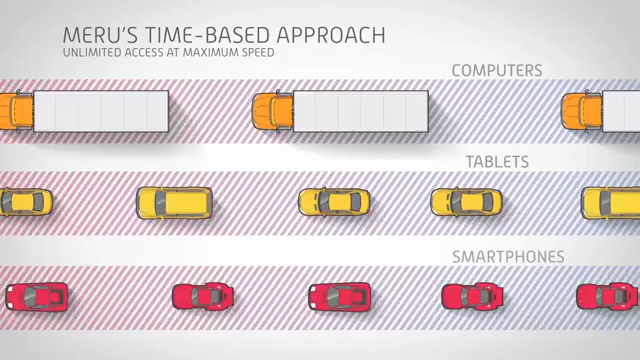 MERU'S TIME-BASED APPROACH
UNLIMITED ACCESS AT MAXIMUM SPEED
COMPUTERS
TABLETS
SMARTPHONES